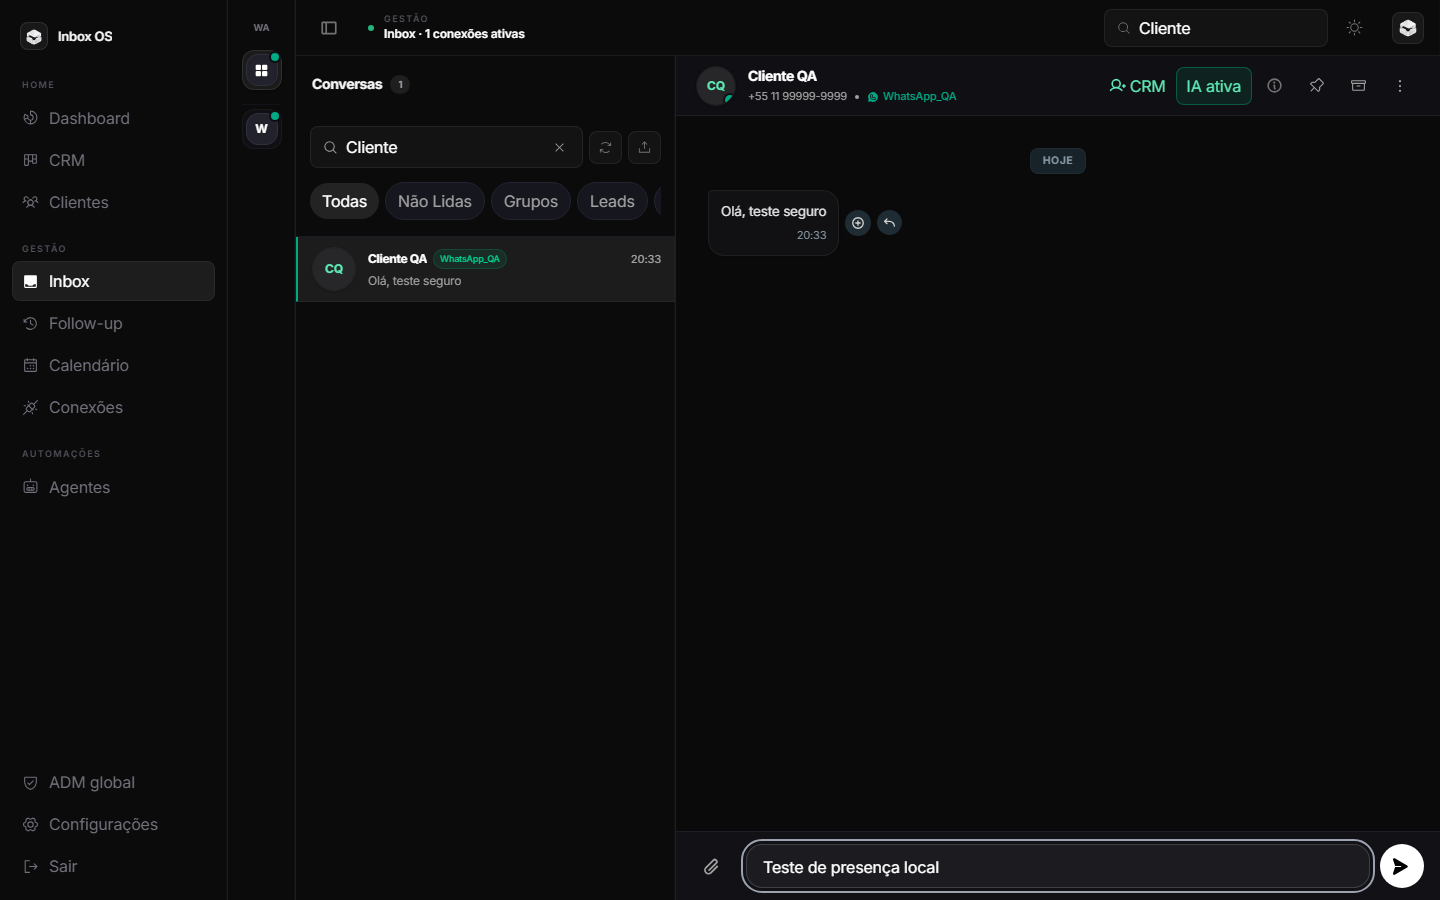 Inbox OS
HOME
Dashboard
CRM
Clientes
GESTÃO
Inbox
Follow-up
Calendário
Conexões
AUTOMAÇÕES
Agentes
ADM global
Configurações
Sair
WA
W
GESTÃO
Inbox · 1 conexões ativas
Cliente
Conversas 1
Cliente
Todas Não Lidas Grupos Leads
CQ
Cliente QA WhatsApp_QA 20:33
Olá, teste seguro
CQ
Cliente QA
+55 11 99999-9999 • WhatsApp_QA
CRM IA ativa
HOJE
Olá, teste seguro
20:33
Teste de presença local